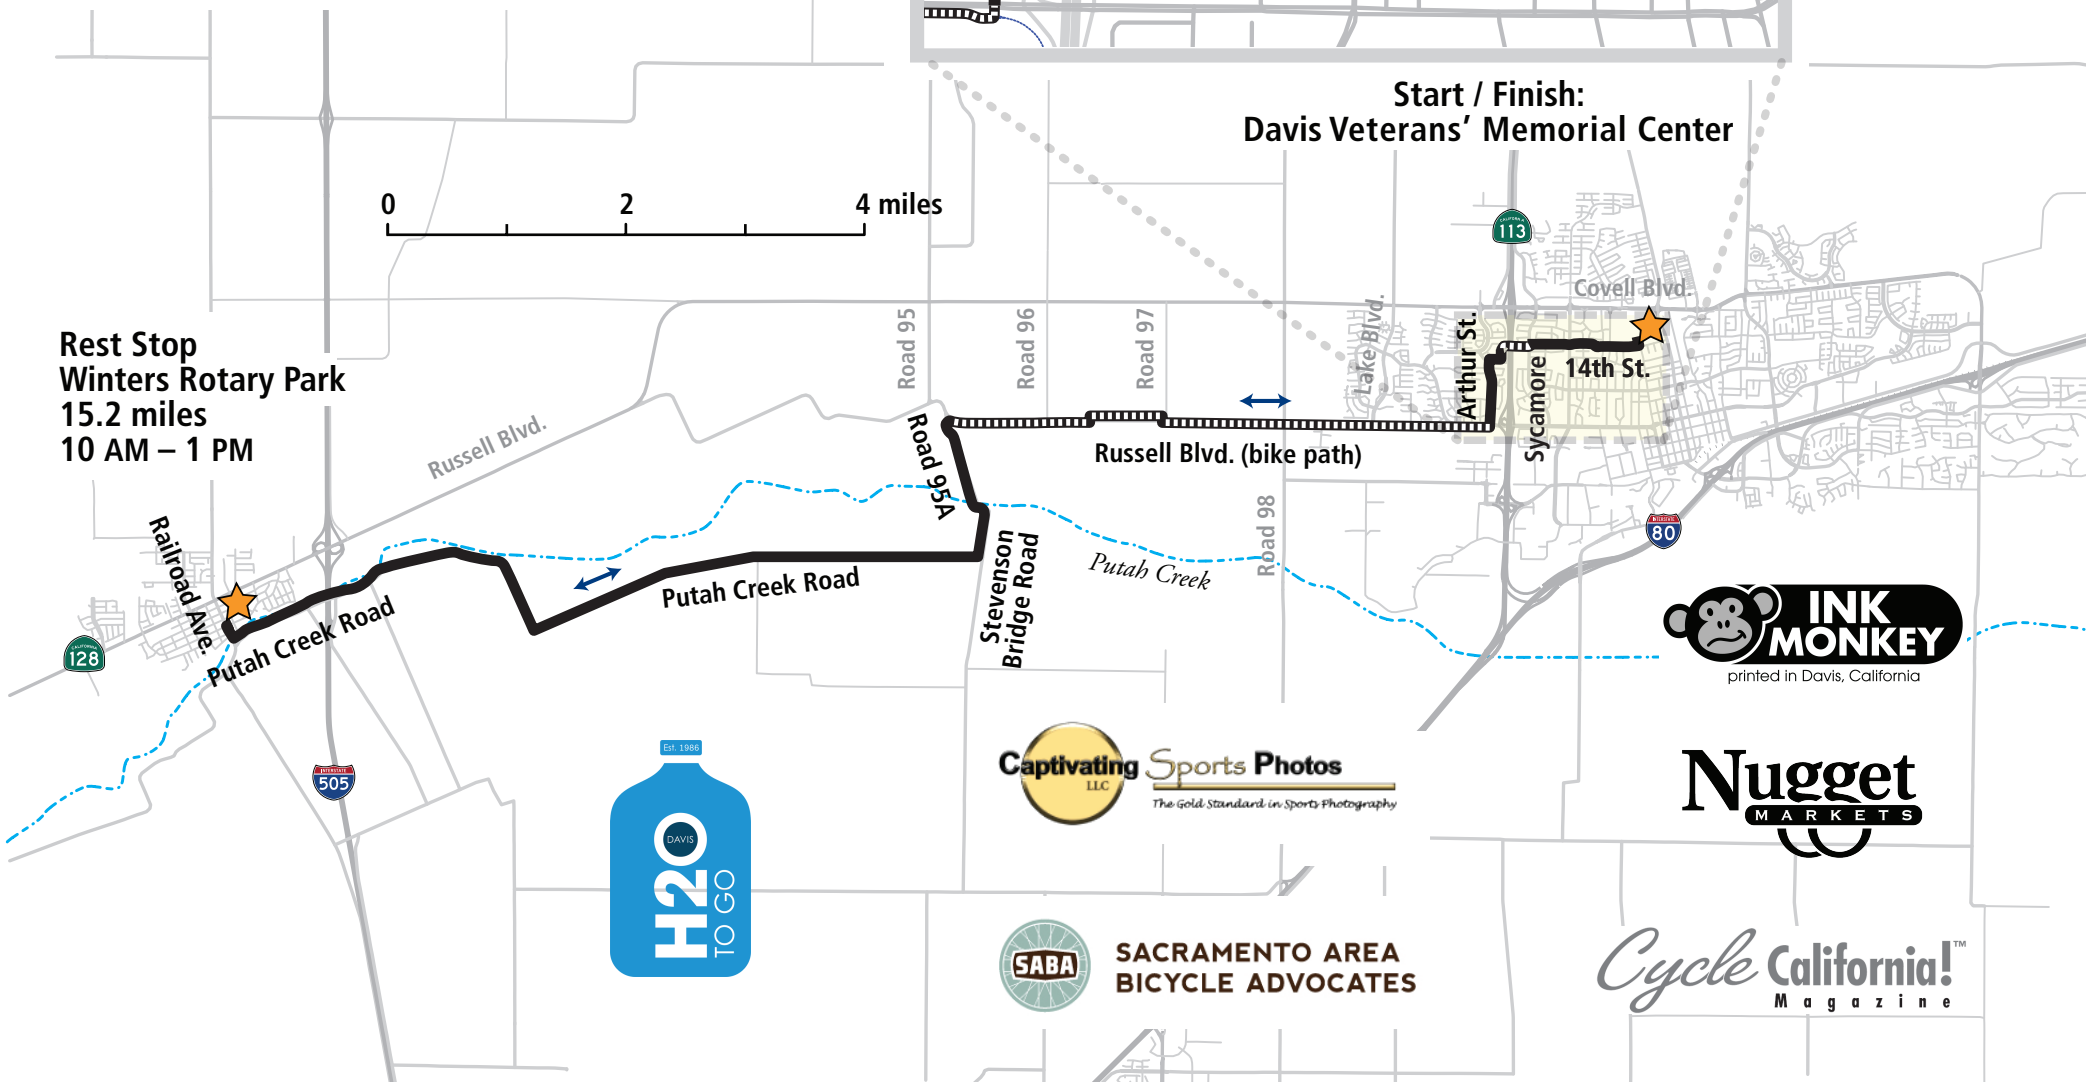 Start / Finish:
Davis Veterans’ Memorial Center
0 2 4 miles
CALIFORNIA
113
Covell Blvd.
Rest Stop
Winters Rotary Park
15.2 miles
10 AM – 1 PM
Road 95
Road 96
Road 97
Lake Blvd.
Arthur St.
Sycamore
14th St.
Russell Blvd.
Road 95A
Russell Blvd. (bike path)
Road 98
INTERSTATE
80
Railroad Ave.
Putah Creek Road
Putah Creek Road
Stevenson
Bridge Road
Putah Creek
CALIFORNIA
128
INTERSTATE
505
INK
MONKEY
printed in Davis, California
Est. 1986
DAVIS
H2O
TO GO
Captivating
LLC
Sports Photos
The Gold Standard in Sports Photography
Nugget
MARKETS
SABA
SACRAMENTO AREA
BICYCLE ADVOCATES
Cycle California!™
Magazine